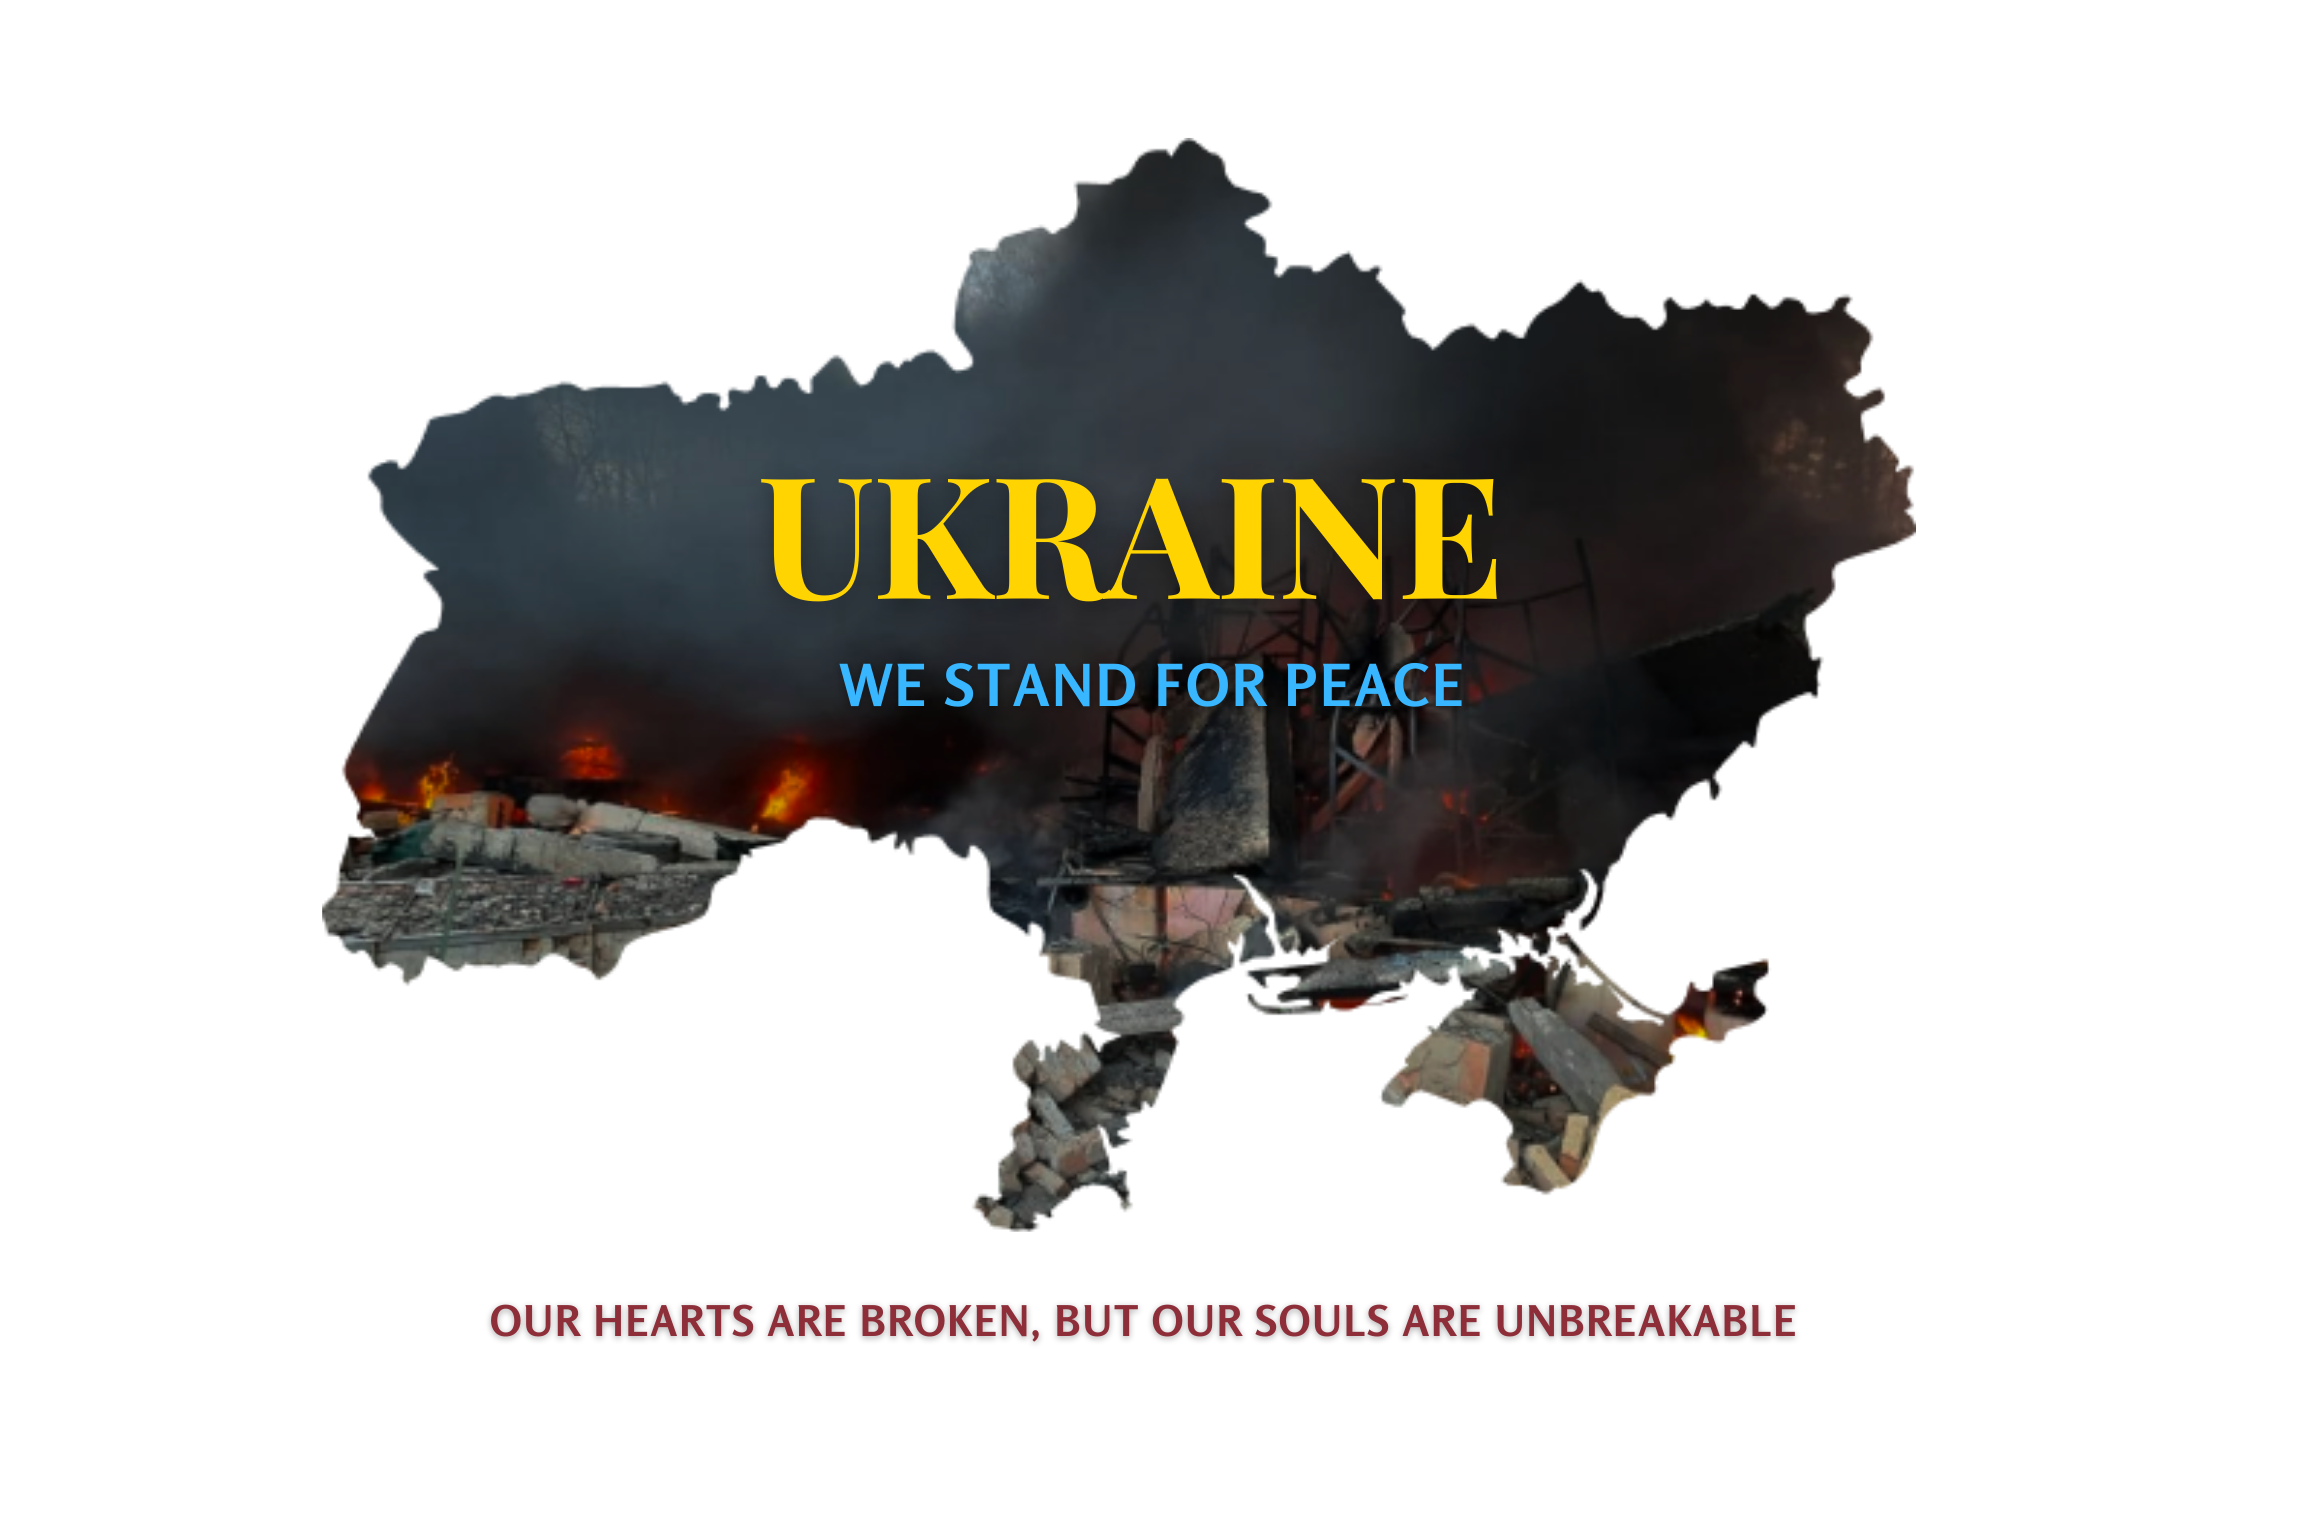 UKRAINE
WE STAND FOR PEACE
OUR HEARTS ARE BROKEN, BUT OUR SOULS ARE UNBREAKABLE